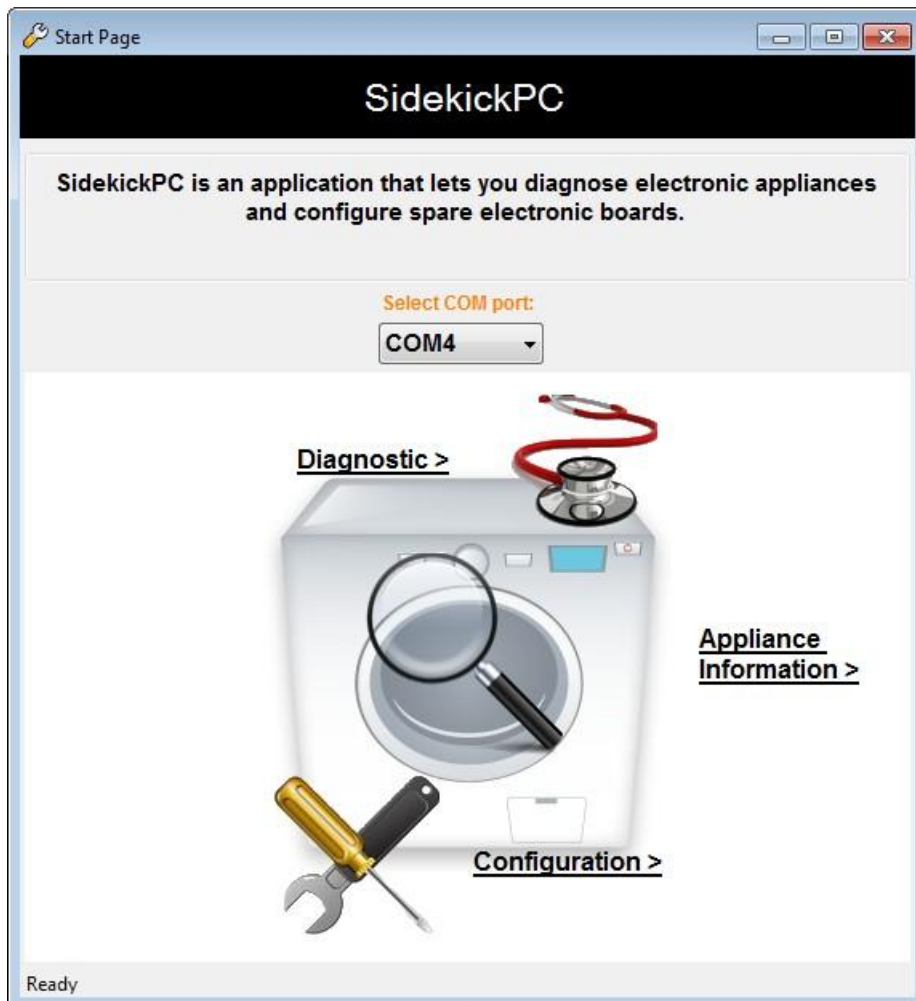 Start Page
SidekickPC
SidekickPC is an application that lets you diagnose electronic appliances
and configure spare electronic boards.
Select COM port:
COM4
Diagnostic >
Appliance
Information >
Configuration >
Ready